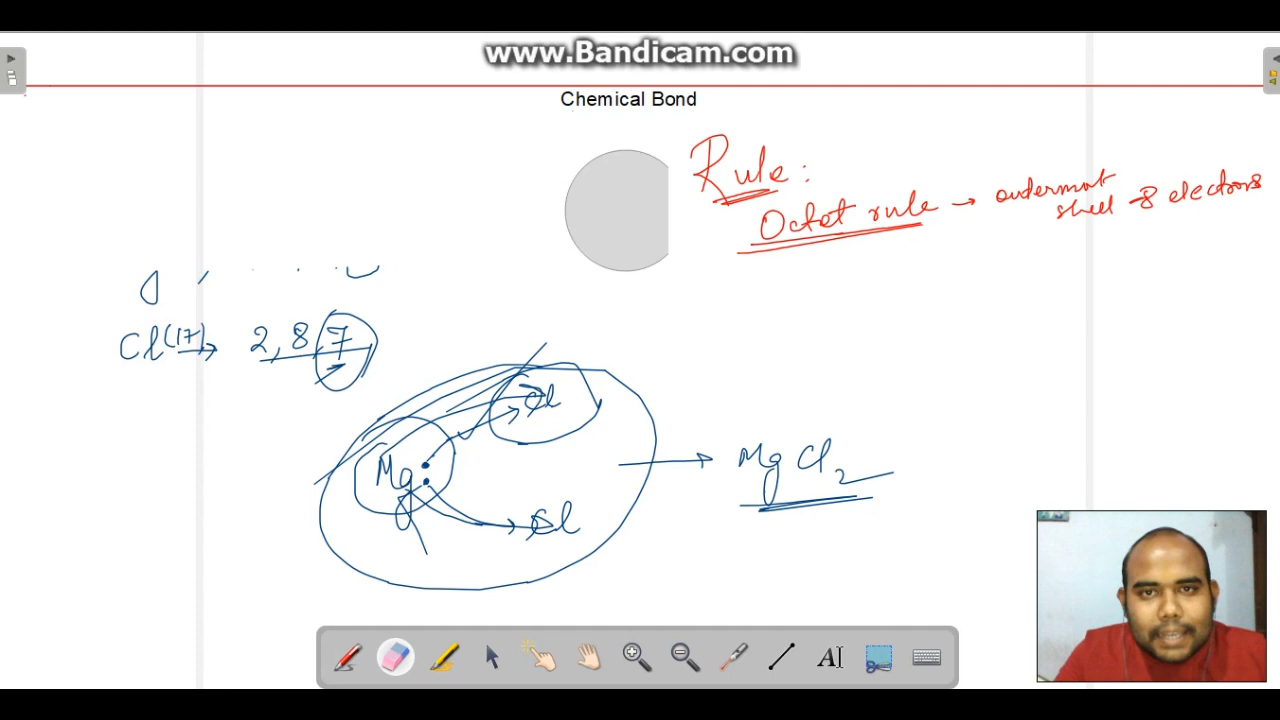 www.Bandicam.com
Chemical Bond
Rule:
Octet rule → outermost
shell - 8 electrons
Cl(17) → 2,8,7
Cl
Mg
Cl
→ MgCl2
AI